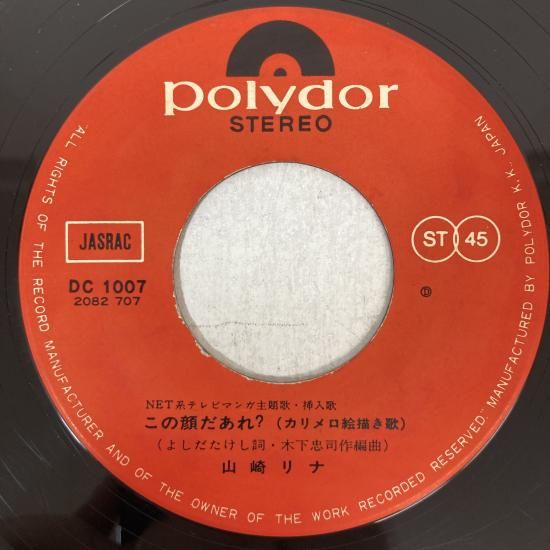 polydor
STEREO
JASRAC
ST 45
DC 1007
2082 707
Ⓓ
NET系テレビマンガ主題歌・挿入歌
この顔だあれ?(カリメロ絵描き歌)
(よしだたけし詞・木下忠司作編曲)
山崎リナ
"ALL RIGHTS OF THE RECORD MANUFACTURER AND OF THE OWNER OF THE WORK RECORDED RESERVED." MANUFACTURED BY POLYDOR K.K., JAPAN